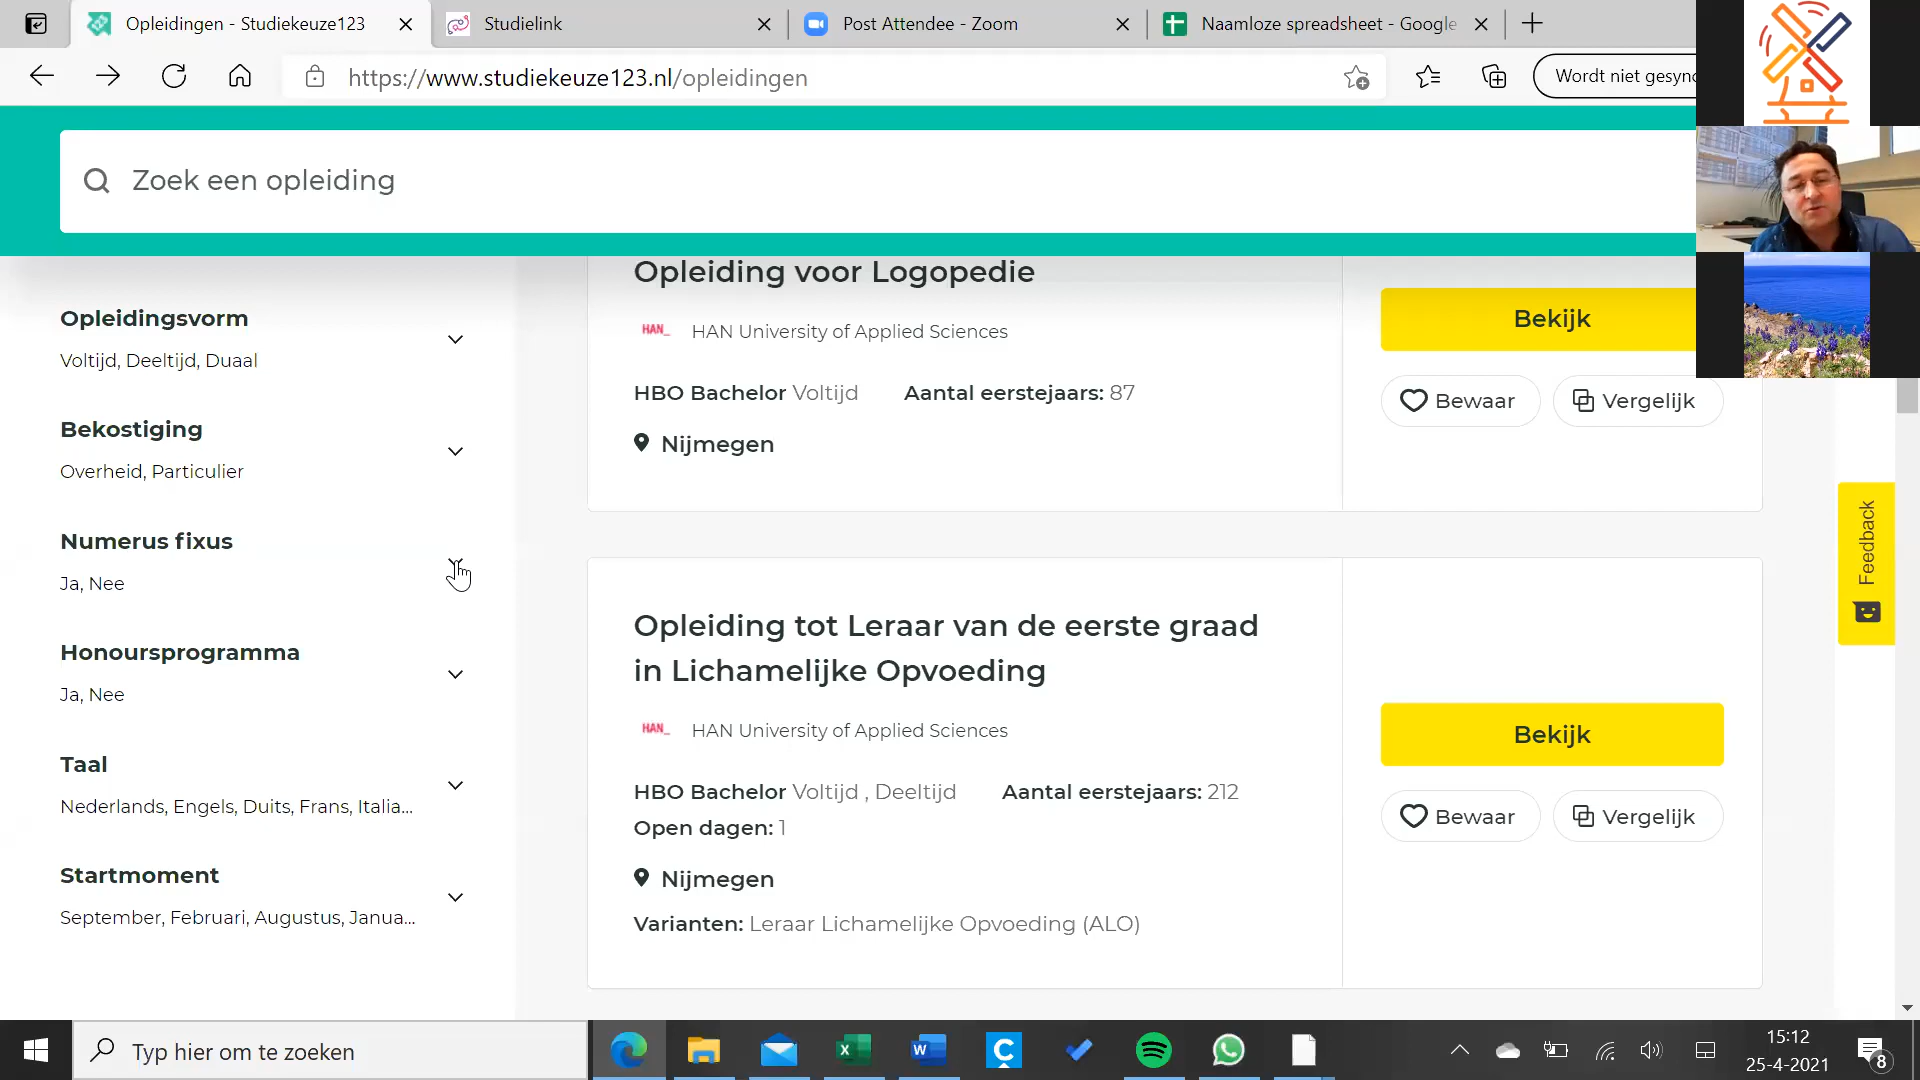 Opleidingen - Studiekeuze123
Studielink
Post Attendee - Zoom
Naamloze spreadsheet - Google
https://www.studiekeuze123.nl/opleidingen
Wordt niet gesync
Zoek een opleiding
Opleidingsvorm
Voltijd, Deeltijd, Duaal
Bekostiging
Overheid, Particulier
Numerus fixus
Ja, Nee
Honoursprogramma
Ja, Nee
Taal
Nederlands, Engels, Duits, Frans, Italia...
Startmoment
September, Februari, Augustus, Janua...
Opleiding voor Logopedie
HAN_ HAN University of Applied Sciences
HBO Bachelor Voltijd Aantal eerstejaars: 87
Nijmegen
Bekijk
Bewaar
Vergelijk
Opleiding tot Leraar van de eerste graad
in Lichamelijke Opvoeding
HAN_ HAN University of Applied Sciences
HBO Bachelor Voltijd , Deeltijd Aantal eerstejaars: 212
Open dagen: 1
Nijmegen
Varianten: Leraar Lichamelijke Opvoeding (ALO)
Bekijk
Bewaar
Vergelijk
Feedback
Typ hier om te zoeken
15:12
25-4-2021
8